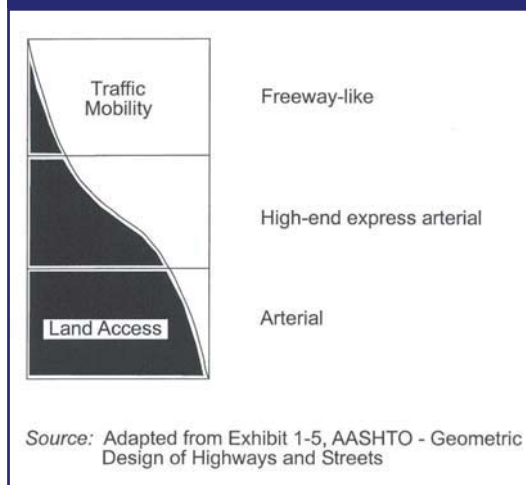 Traffic
Mobility
Freeway-like
High-end express arterial
Land Access
Arterial
Source: Adapted from Exhibit 1-5, AASHTO - Geometric
Design of Highways and Streets